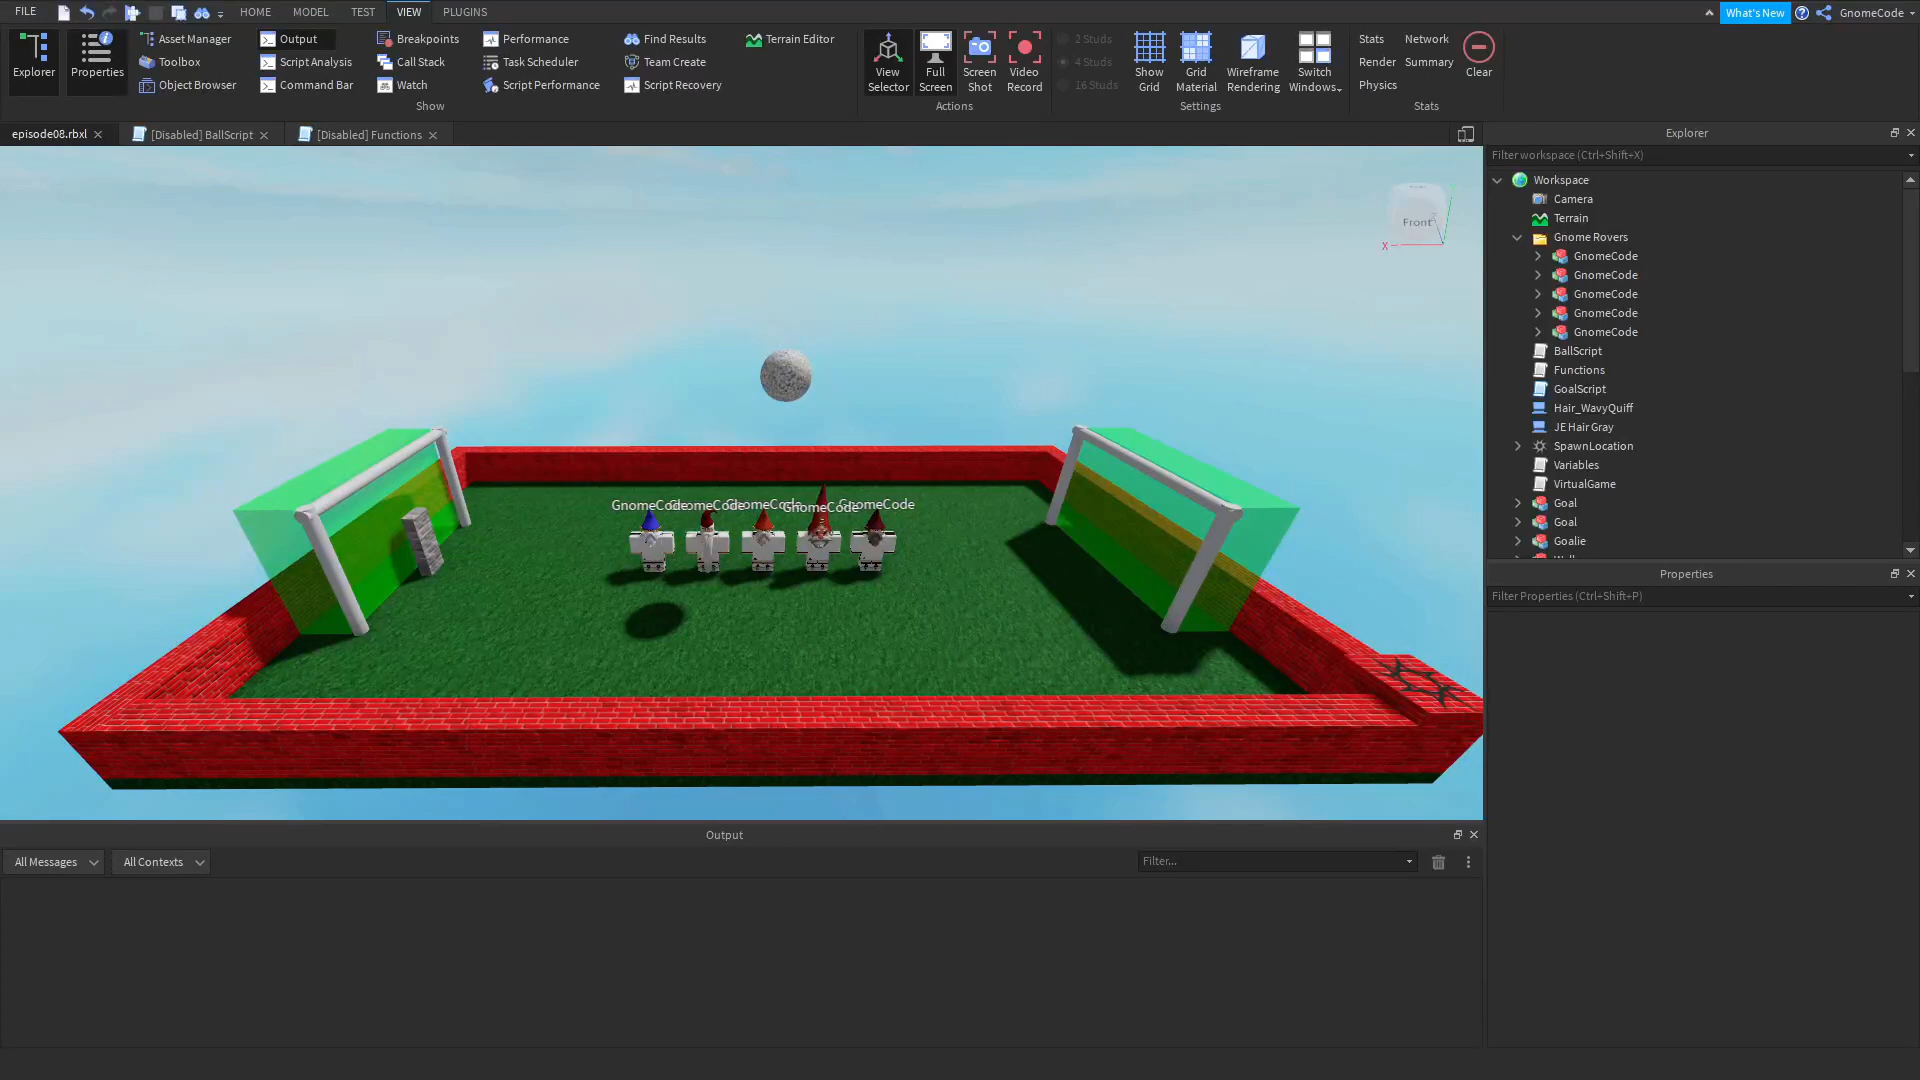 FILE HOME MODEL TEST VIEW PLUGINS What's New GnomeCode
Explorer
Properties
Asset Manager
Toolbox
Object Browser
Output
Script Analysis
Command Bar
Breakpoints
Call Stack
Watch
Performance
Task Scheduler
Script Performance
Find Results
Team Create
Script Recovery
Terrain Editor
Show
View
Selector
Full
Screen
Screen
Shot
Video
Record
Actions
2 Studs
4 Studs
16 Studs
Show
Grid
Grid
Material
Wireframe
Rendering
Switch
Windows
Settings
Stats
Render
Physics
Network
Summary
Clear
Stats
episode08.rbxl
[Disabled] BallScript
[Disabled] Functions
Front
X
GnomeCode
GnomeCode
GnomeCode
GnomeCode
GnomeCode
Output
All Messages
All Contexts
Filter...
Explorer
Filter workspace (Ctrl+Shift+X)
Workspace
Camera
Terrain
Gnome Rovers
GnomeCode
GnomeCode
GnomeCode
GnomeCode
GnomeCode
BallScript
Functions
GoalScript
Hair_WavyQuiff
JE Hair Gray
SpawnLocation
Variables
VirtualGame
Goal
Goal
Goalie
Properties
Filter Properties (Ctrl+Shift+P)